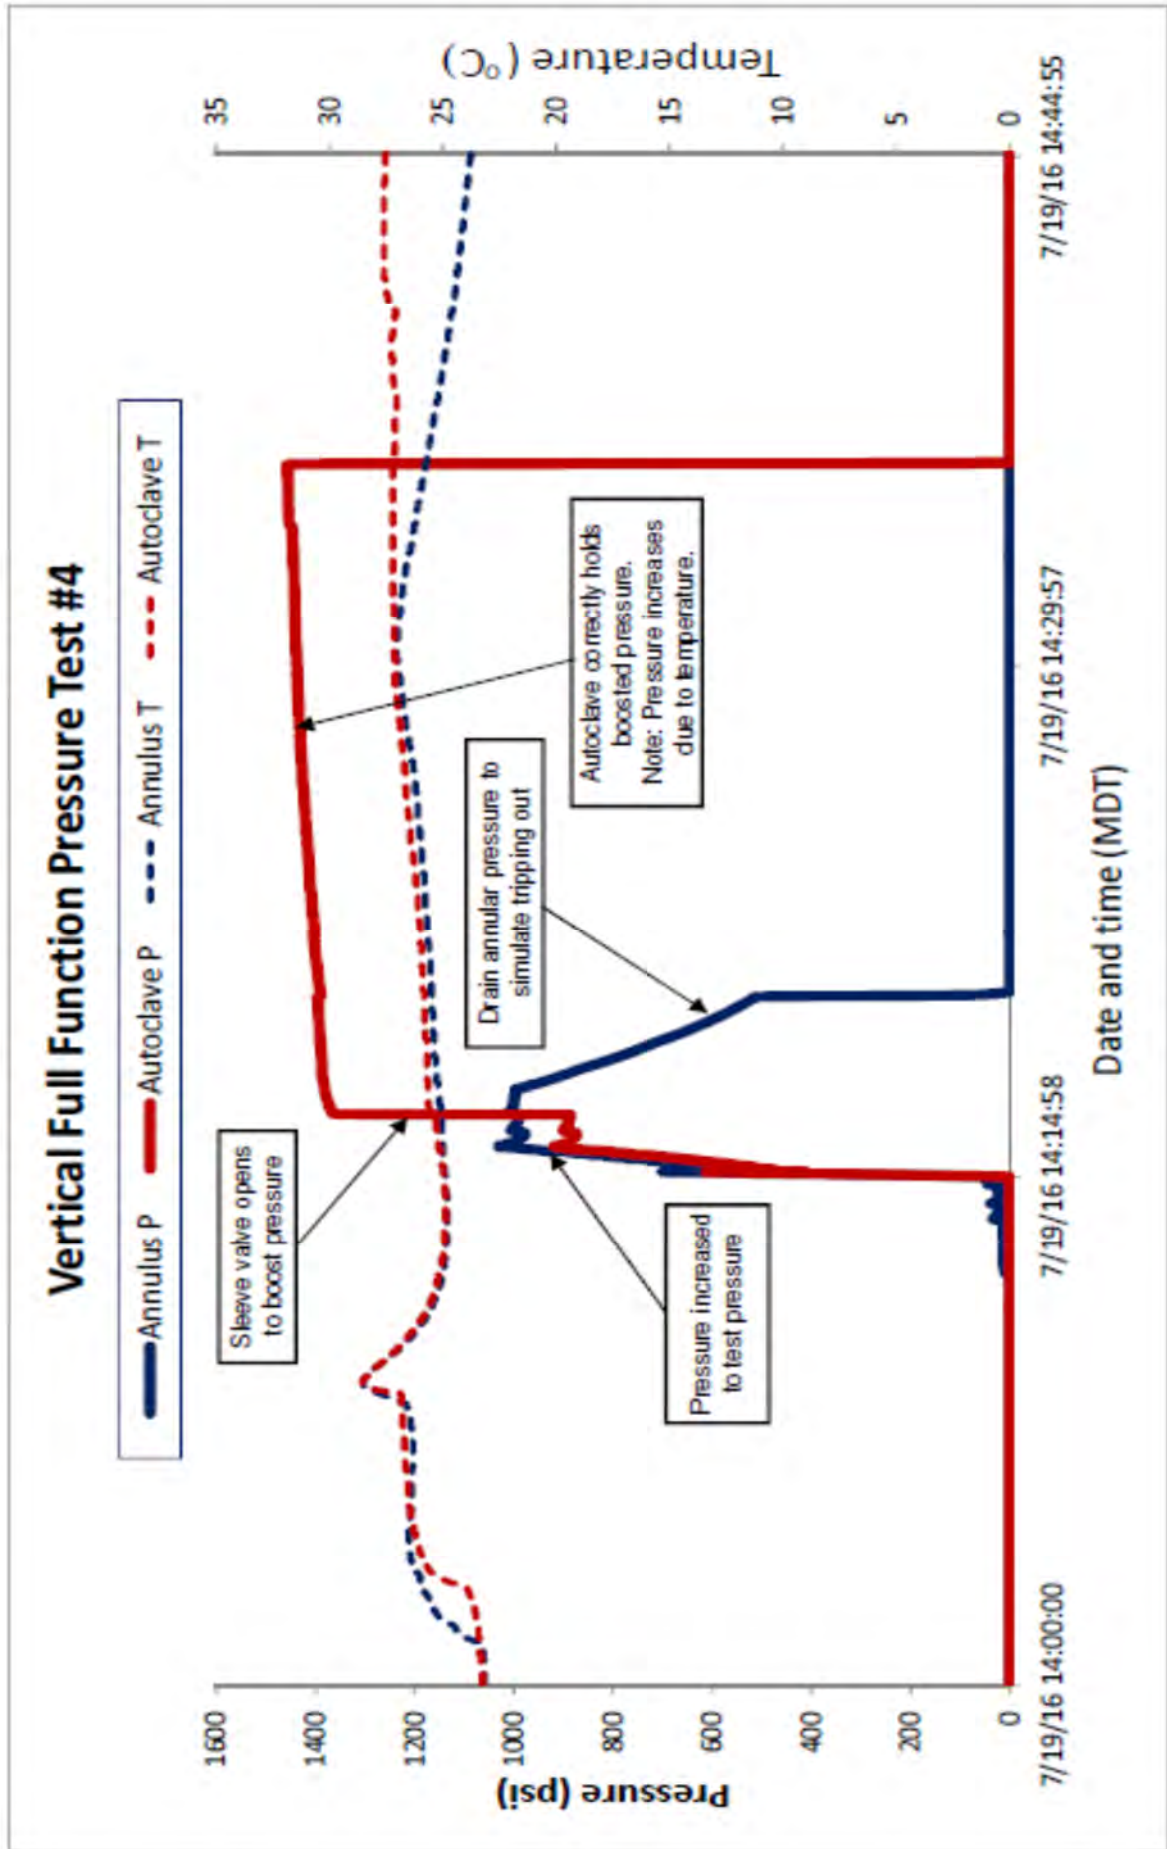 Vertical Full Function Pressure Test #4
Annulus P
Autoclave P
Annulus T
Autoclave T
Pressure (psi)
1600
1400
1200
1000
800
600
400
200
0
Sleeve valve opens
to boost pressure
Pressure increased
to test pressure
Drain annular pressure to
simulate tripping out
Autoclave correctly holds
boosted pressure.
Note: Pressure increases
due to temperature.
Temperature (°C)
35
30
25
20
15
10
5
0
7/19/16 14:00:00
7/19/16 14:14:58
7/19/16 14:29:57
7/19/16 14:44:55
Date and time (MDT)